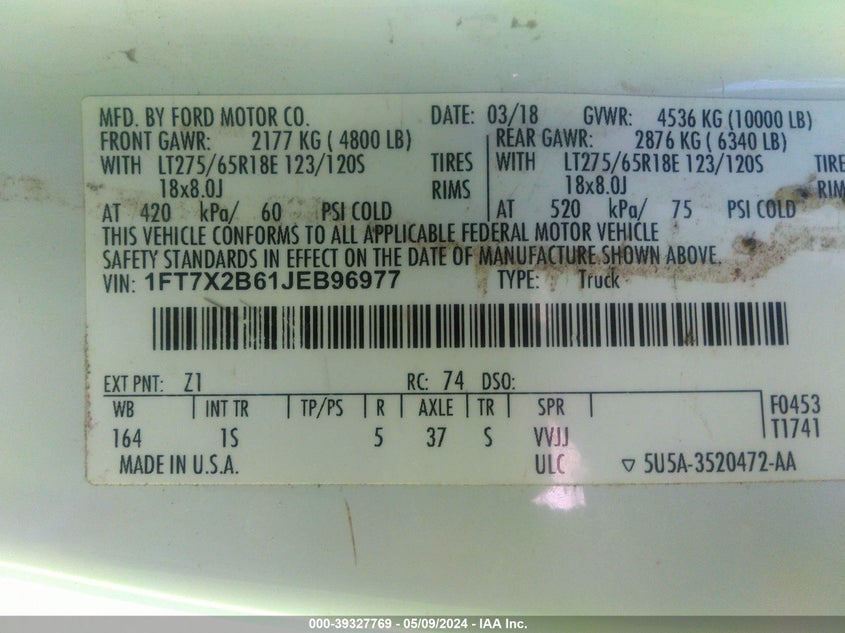 MFD. BY FORD MOTOR CO. DATE: 03/18 GVWR: 4536 KG (10000 LB)
FRONT GAWR: 2177 KG ( 4800 LB) REAR GAWR: 2876 KG ( 6340 LB)
WITH LT275/65R18E 123/120S TIRES WITH LT275/65R18E 123/120S TIRE
18x8.0J RIMS 18x8.0J RIM
AT 420 kPa/ 60 PSI COLD AT 520 kPa/ 75 PSI COLD
THIS VEHICLE CONFORMS TO ALL APPLICABLE FEDERAL MOTOR VEHICLE
SAFETY STANDARDS IN EFFECT ON THE DATE OF MANUFACTURE SHOWN ABOVE.
VIN: 1FT7X2B61JEB96977 TYPE: Truck
EXT PNT: Z1 RC: 74 DSO:
WB INT TR TP/PS R AXLE TR SPR F0453
164 1S 5 37 S VVJJ T1741
MADE IN U.S.A. ULC ▽ 5U5A-3520472-AA
000-39327769 - 05/09/2024 - IAA Inc.